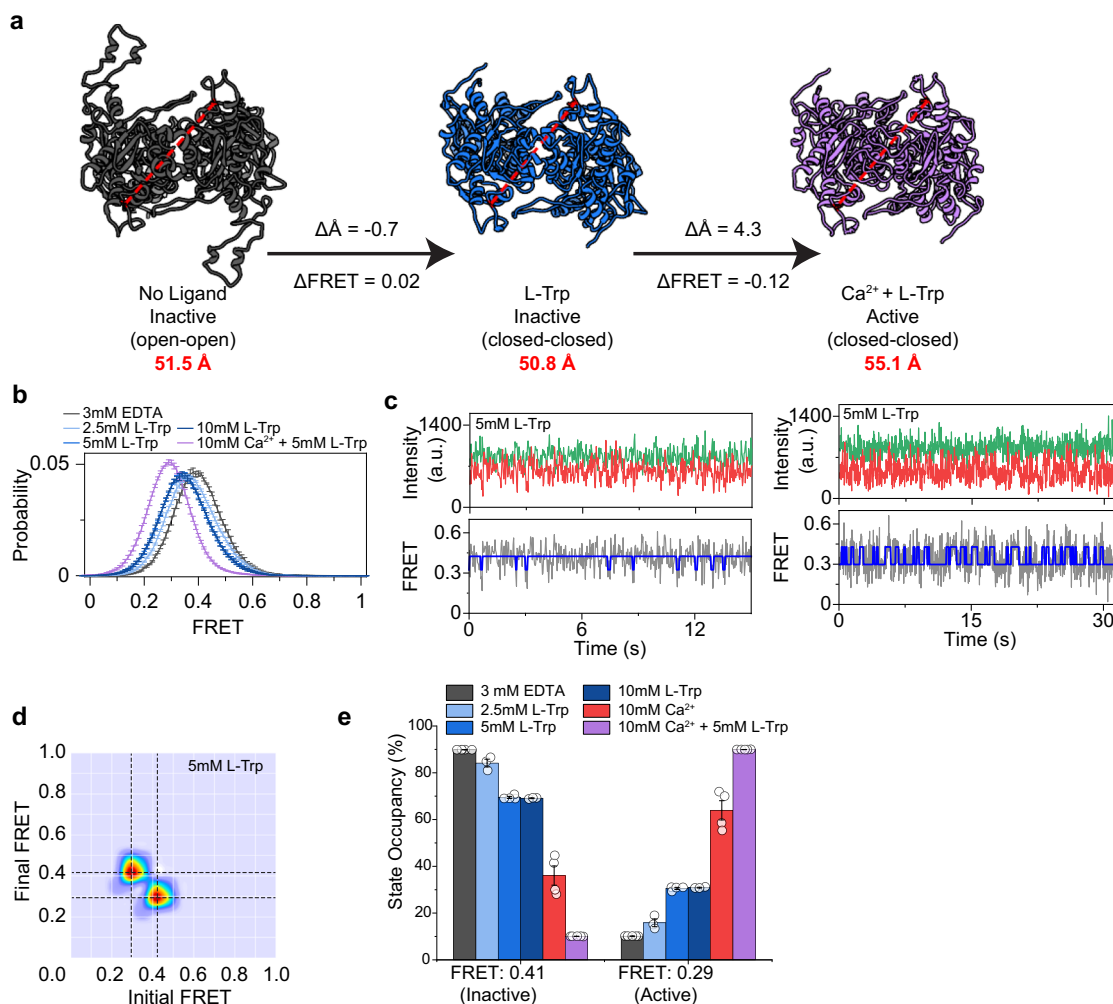 a
ΔÅ = -0.7
ΔFRET = 0.02
ΔÅ = 4.3
ΔFRET = -0.12
No Ligand
Inactive
(open-open)
51.5 Å
L-Trp
Inactive
(closed-closed)
50.8 Å
Ca²⁺ + L-Trp
Active
(closed-closed)
55.1 Å
b
3mM EDTA
2.5mM L-Trp
10mM L-Trp
5mM L-Trp
10mM Ca²⁺ + 5mM L-Trp
0.05
0
Probability
0
0.2
0.4
0.6
0.8
1
FRET
c
5mM L-Trp
1400
0
Intensity
(a.u.)
0.6
0.3
0
FRET
0
6
12
Time (s)
5mM L-Trp
1400
0
Intensity
(a.u.)
0.6
0.3
0
FRET
0
15
30
Time (s)
d
5mM L-Trp
1.0
0.8
0.6
0.4
0.2
Final FRET
0
0.2
0.4
0.6
0.8
1.0
Initial FRET
e
3 mM EDTA
10mM L-Trp
2.5mM L-Trp
10mM Ca²⁺
5mM L-Trp
10mM Ca²⁺ + 5mM L-Trp
100
80
60
40
20
0
State Occupancy (%)
FRET: 0.41
(Inactive)
FRET: 0.29
(Active)